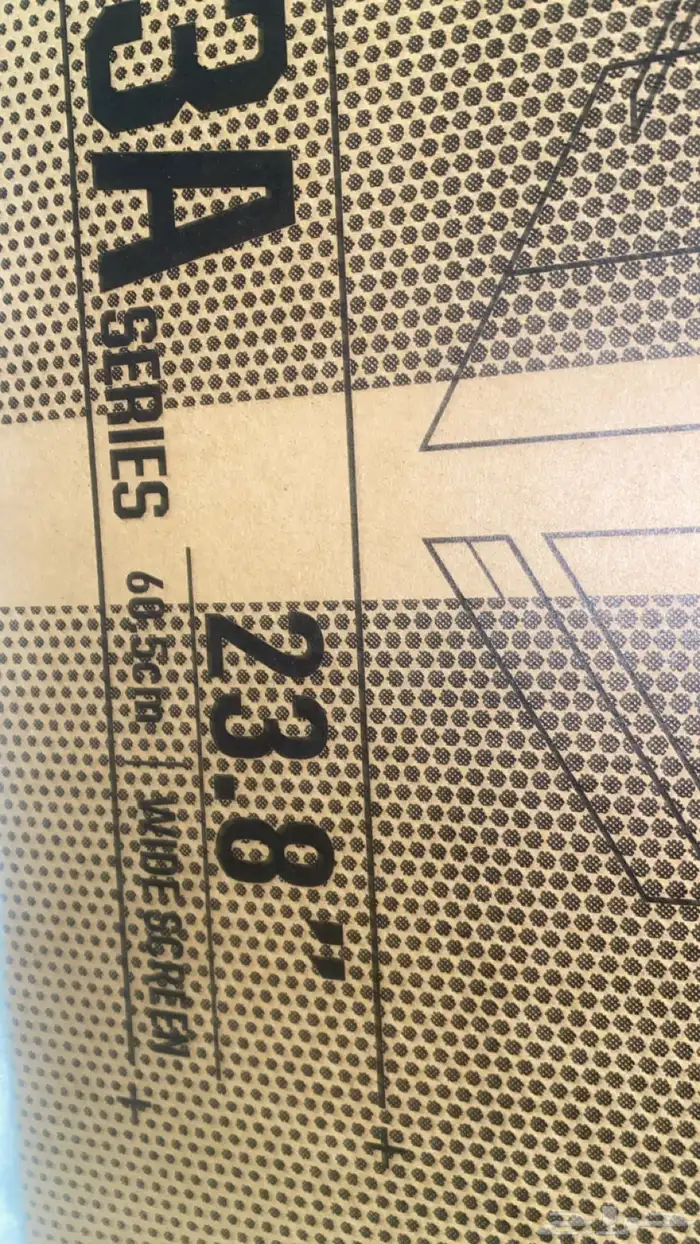 3A SERIES
23.8"
60,5cm | WIDE SCREEN